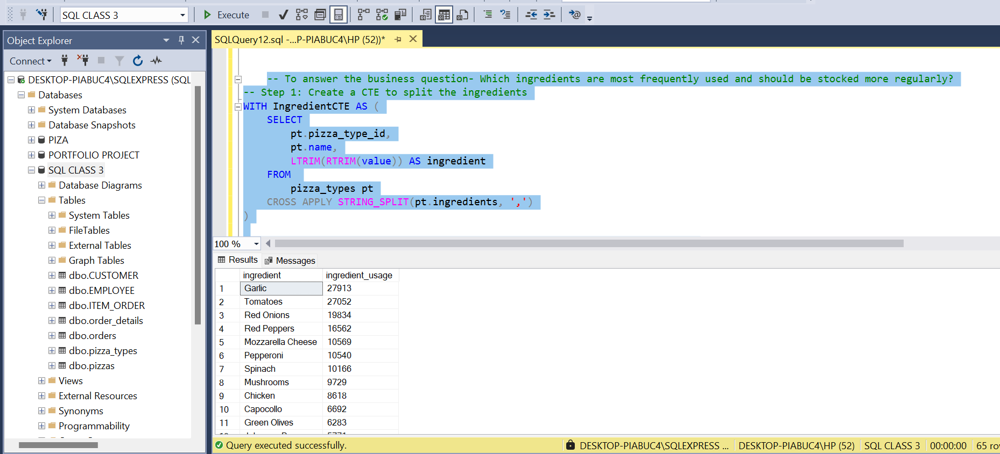 SQL CLASS 3
Execute
Object Explorer
Connect
DESKTOP-PIABUC4\SQLEXPRESS (SQL
Databases
System Databases
Database Snapshots
PIZA
PORTFOLIO PROJECT
SQL CLASS 3
Database Diagrams
Tables
System Tables
FileTables
External Tables
Graph Tables
dbo.CUSTOMER
dbo.EMPLOYEE
dbo.ITEM_ORDER
dbo.order_details
dbo.orders
dbo.pizza_types
dbo.pizzas
Views
External Resources
Synonyms
Programmability
SQLQuery12.sql -...P-PIABUC4\HP (52))*
-- To answer the business question- Which ingredients are most frequently used and should be stocked more regularly?
-- Step 1: Create a CTE to split the ingredients
WITH IngredientCTE AS (
SELECT
pt.pizza_type_id,
pt.name,
LTRIM(RTRIM(value)) AS ingredient
FROM
pizza_types pt
CROSS APPLY STRING_SPLIT(pt.ingredients, ',')
)
100 %
Results Messages
ingredient ingredient_usage
1 Garlic 27913
2 Tomatoes 27052
3 Red Onions 19834
4 Red Peppers 16562
5 Mozzarella Cheese 10569
6 Pepperoni 10540
7 Spinach 10166
8 Mushrooms 9729
9 Chicken 8618
10 Capocollo 6692
11 Green Olives 6283
Query executed successfully.
DESKTOP-PIABUC4\SQLEXPRESS ... DESKTOP-PIABUC4\HP (52) SQL CLASS 3 00:00:00 65 ro